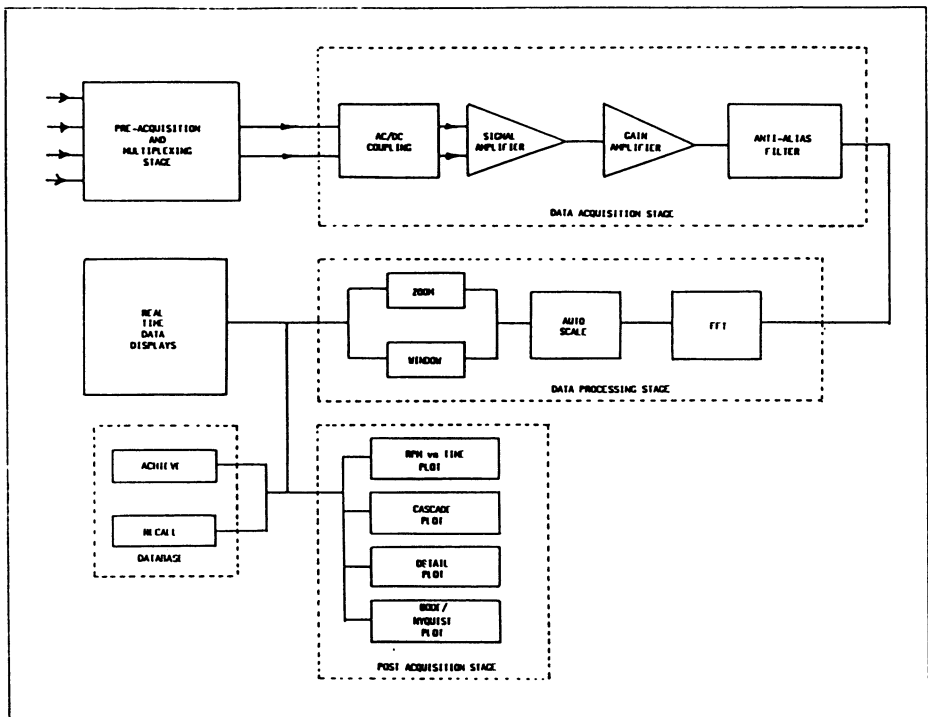 PRE-ACQUISITION
AND
MULTIPLEXING
STAGE
AC/DC
COUPLING
SIGNAL
AMPLIFIER
GAIN
AMPLIFIER
ANTI-ALIAS
FILTER
DATA ACQUISITION STAGE
REAL
TIME
DATA
DISPLAYS
ZOOM
WINDOW
AUTO
SCALE
FFT
DATA PROCESSING STAGE
ACHIEVE
RECALL
DATABASE
RPM vs TIME
PLOT
CASCADE
PLOT
DETAIL
PLOT
BODE/
NYQUIST
PLOT
POST ACQUISITION STAGE